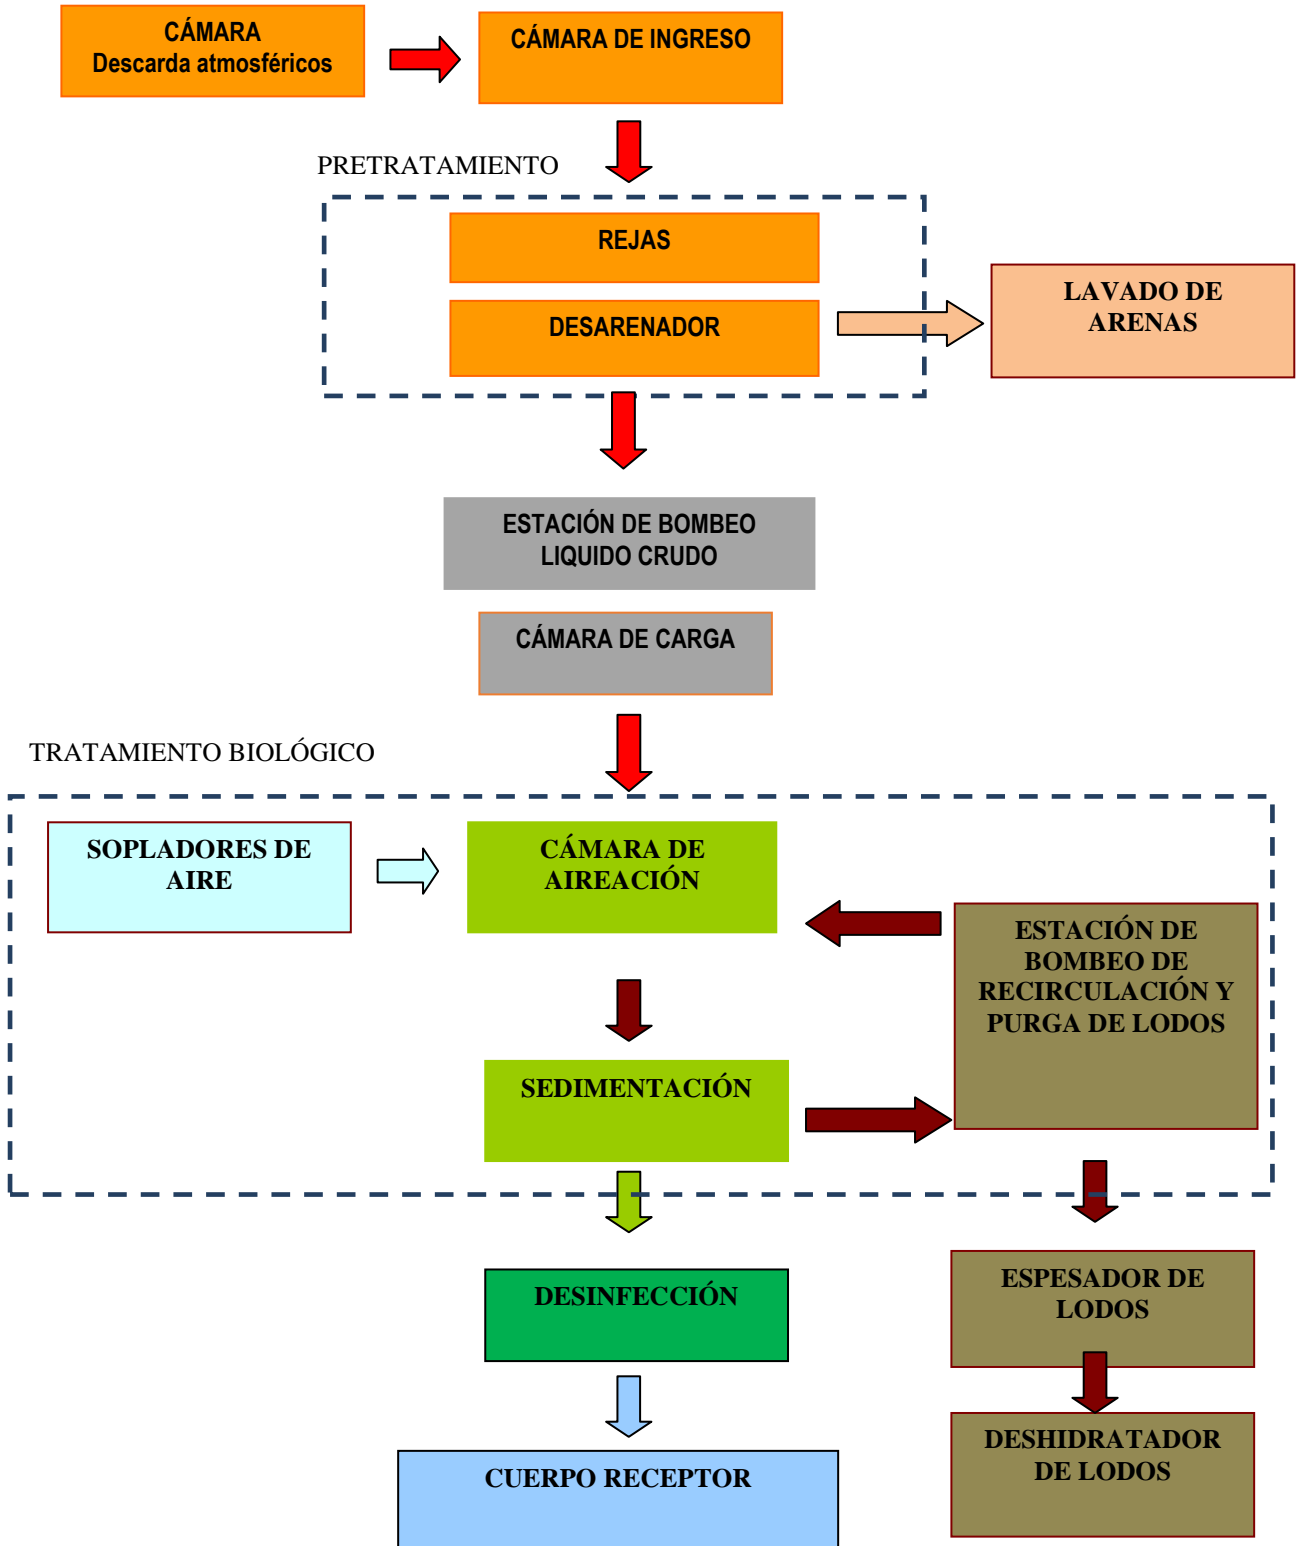 CÁMARA
Descarda atmosféricos
CÁMARA DE INGRESO
PRETRATAMIENTO
REJAS
DESARENADOR
LAVADO DE
ARENAS
ESTACIÓN DE BOMBEO
LIQUIDO CRUDO
CÁMARA DE CARGA
TRATAMIENTO BIOLÓGICO
SOPLADORES DE
AIRE
CÁMARA DE
AIREACIÓN
ESTACIÓN DE
BOMBEO DE
RECIRCULACIÓN Y
PURGA DE LODOS
SEDIMENTACIÓN
DESINFECCIÓN
ESPESADOR DE
LODOS
CUERPO RECEPTOR
DESHIDRATADOR
DE LODOS